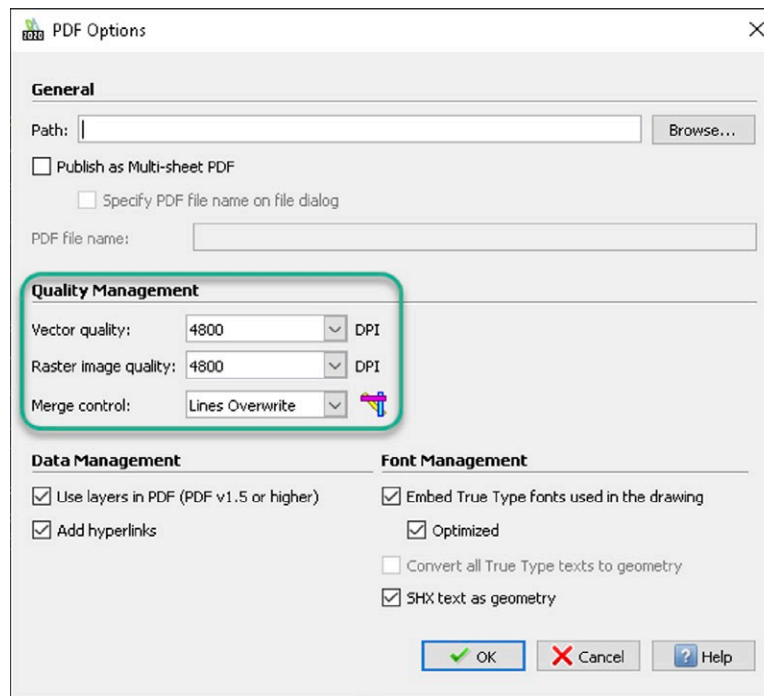 2020 PDF Options
General
Path: Browse...
Publish as Multi-sheet PDF
Specify PDF file name on file dialog
PDF file name:
Quality Management
Vector quality: 4800 DPI
Raster image quality: 4800 DPI
Merge control: Lines Overwrite
Data Management Font Management
Use layers in PDF (PDF v1.5 or higher) Embed True Type fonts used in the drawing
Add hyperlinks Optimized
Convert all True Type texts to geometry
SHX text as geometry
OK Cancel ? Help